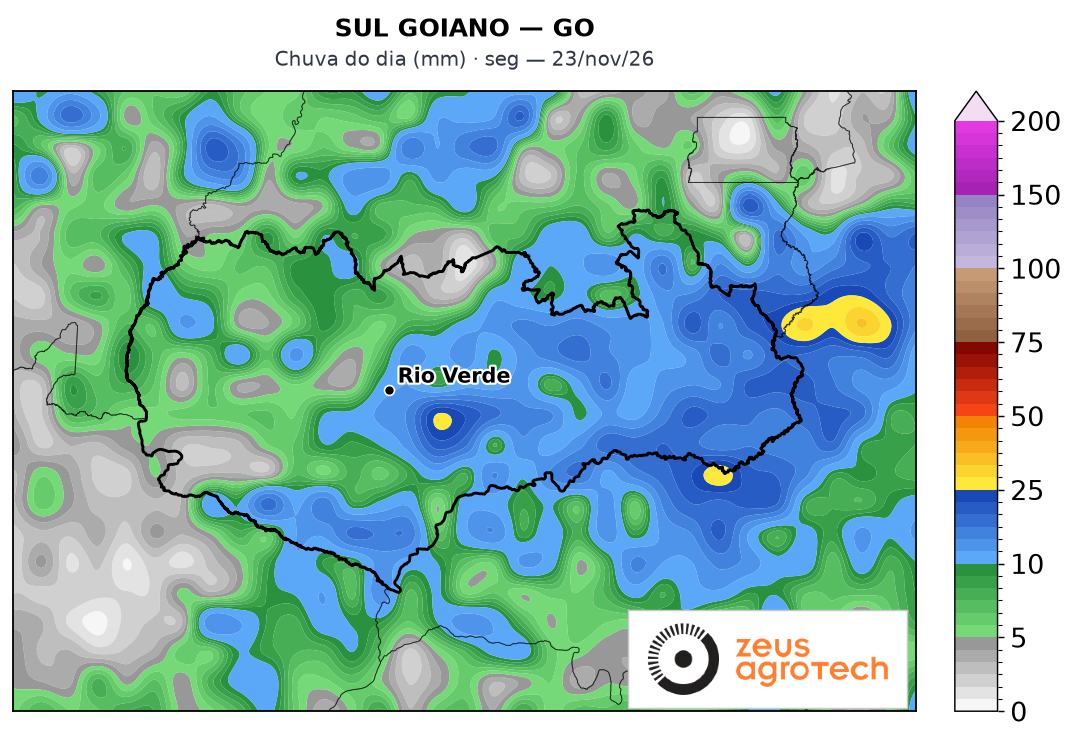 SUL GOIANO — GO
Chuva do dia (mm) · seg — 23/nov/26
200
150
100
75
50
25
10
5
0
Rio Verde
zeus
agrotech